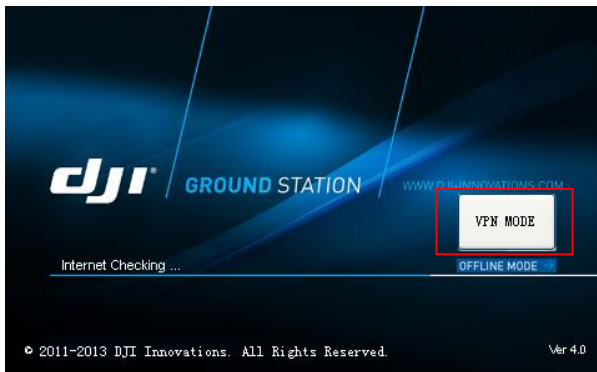 dji®
GROUND STATION
WWW.DJI-INNOVATIONS.COM
VPN MODE
Internet Checking ...
OFFLINE MODE
© 2011-2013 DJI Innovations. All Rights Reserved.
Ver 4.0